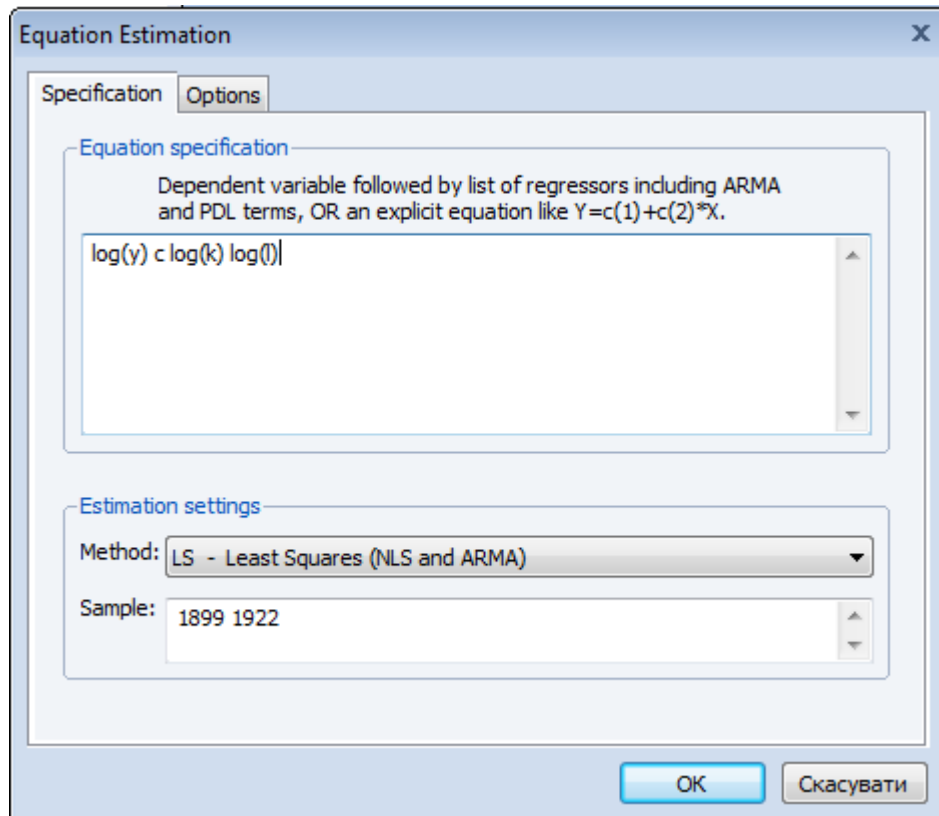 Equation Estimation
Specification
Options
Equation specification
Dependent variable followed by list of regressors including ARMA
and PDL terms, OR an explicit equation like Y=c(1)+c(2)*X.
log(y) c log(k) log(l)
Estimation settings
Method: LS - Least Squares (NLS and ARMA)
Sample: 1899 1922
OK
Скасувати